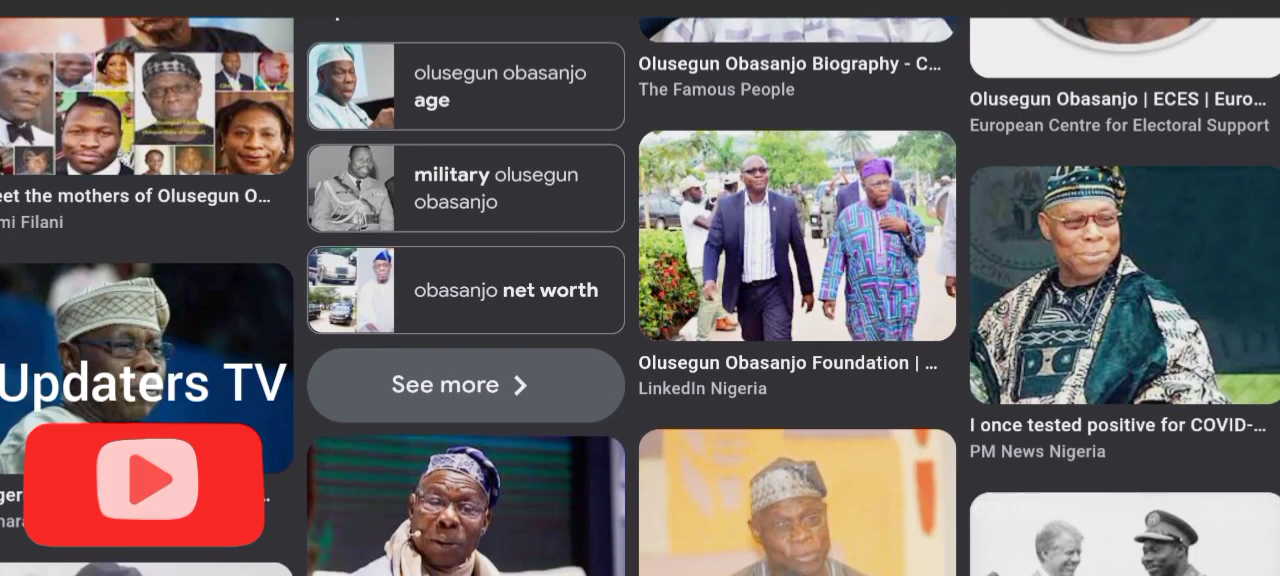 eet the mothers of Olusegun O...
mi Filani
Updaters TV
olusegun obasanjo
age
military olusegun
obasanjo
obasanjo net worth
See more
Olusegun Obasanjo Biography - C...
The Famous People
Olusegun Obasanjo Foundation | ...
LinkedIn Nigeria
Olusegun Obasanjo | ECES | Euro...
European Centre for Electoral Support
I once tested positive for COVID-...
PM News Nigeria